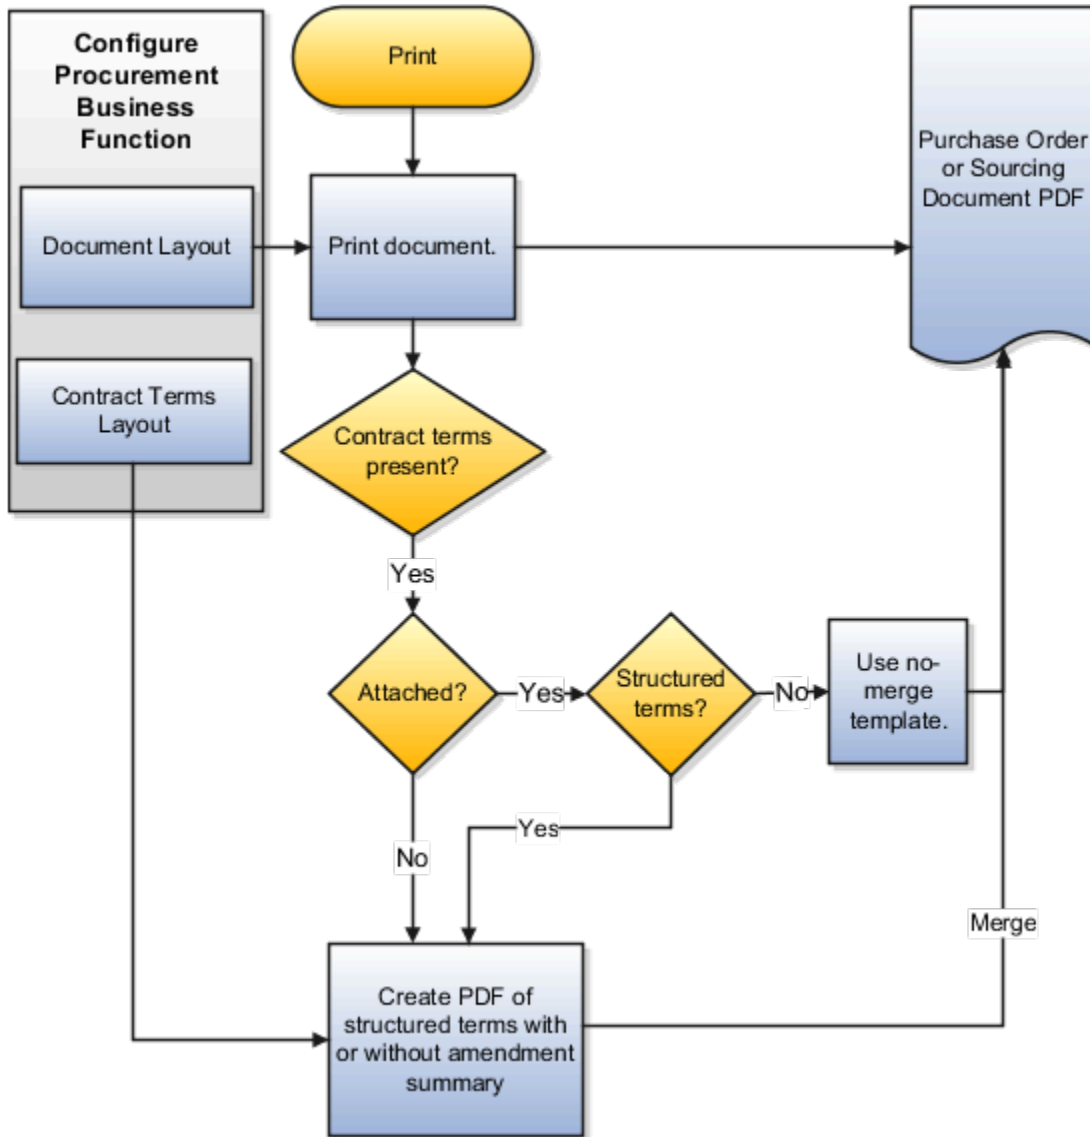 Configure
Procurement
Business
Function
Print
Purchase Order
or Sourcing
Document PDF
Document Layout
Print document.
Contract Terms
Layout
Contract terms
present?
Yes
Attached?
Yes
Structured
terms?
No
Use no-
merge
template.
Yes
No
Merge
Create PDF of
structured terms with
or without amendment
summary